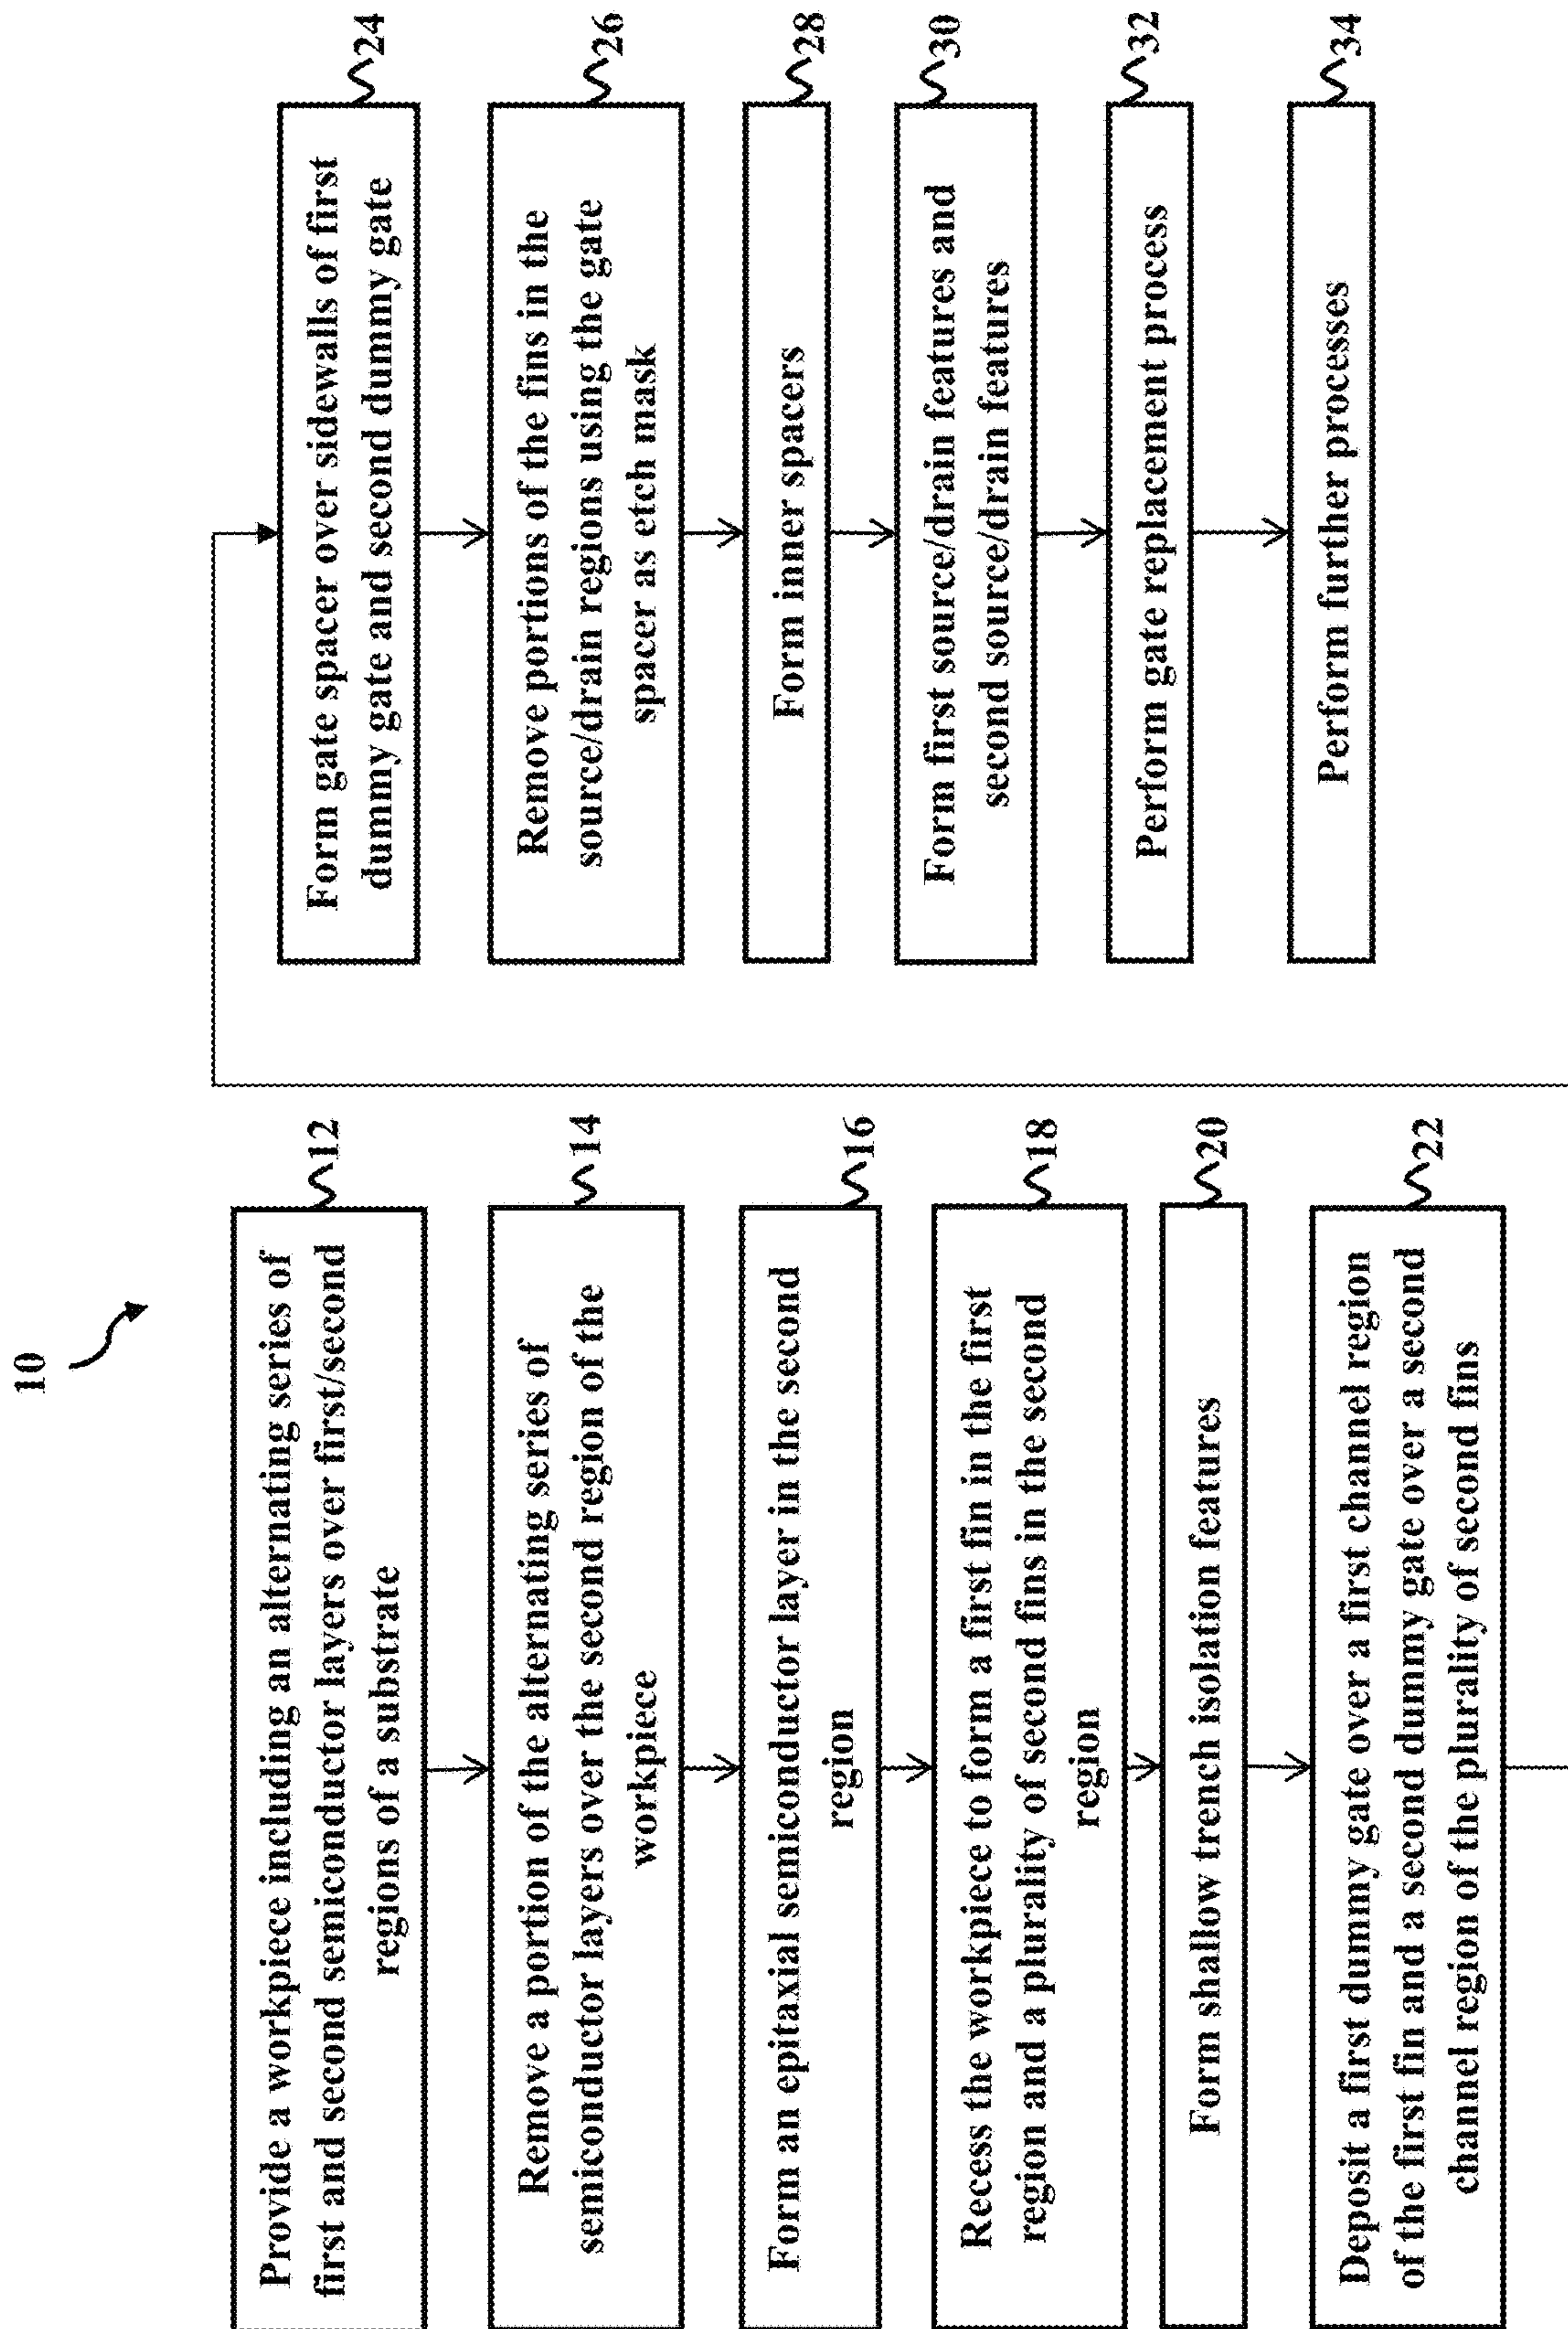 10
Provide a workpiece including an alternating series of
first and second semiconductor layers over first/second
regions of a substrate
12
Remove a portion of the alternating series of
semiconductor layers over the second region of the
workpiece
14
Form an epitaxial semiconductor layer in the second
region
16
Recess the workpiece to form a first fin in the first
region and a plurality of second fins in the second
region
18
Form shallow trench isolation features
20
Deposit a first dummy gate over a first channel region
of the first fin and a second dummy gate over a second
channel region of the plurality of second fins
22
Form gate spacer over sidewalls of first
dummy gate and second dummy gate
24
Remove portions of the fins in the
source/drain regions using the gate
spacer as etch mask
26
Form inner spacers
28
Form first source/drain features and
second source/drain features
30
Perform gate replacement process
32
Perform further processes
34